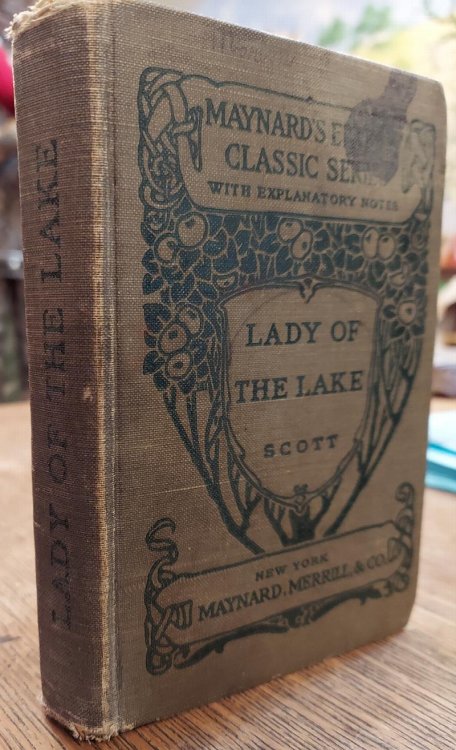 LADY OF THE LAKE
MAYNARD'S
CLASSIC SERIES
WITH EXPLANATORY NOTES
LADY OF
THE LAKE
SCOTT
NEW YORK
MAYNARD, MERRILL, & CO.